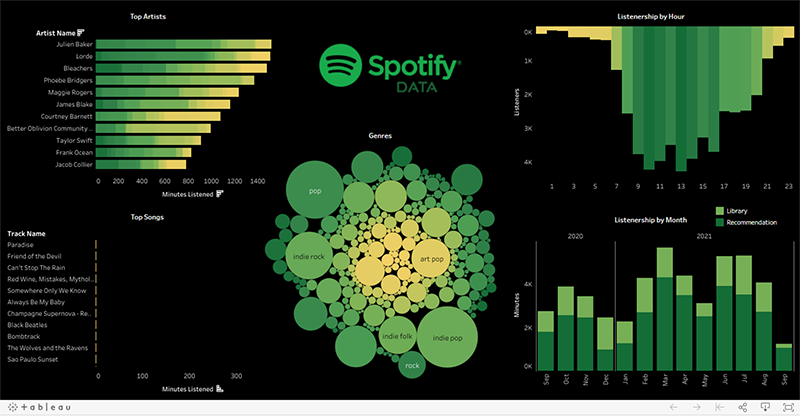 Top Artists
Artist Name
Julien Baker
Lorde
Bleachers
Phoebe Bridgers
Maggie Rogers
James Blake
Courtney Barnett
Better Oblivion Community ...
Taylor Swift
Frank Ocean
Jacob Collier
0 200 400 600 800 1000 1200 1400
Minutes Listened
Top Songs
Track Name
Paradise
Friend of the Devil
Can't Stop The Rain
Red Wine, Mistakes, Mythol...
Somewhere Only We Know
Always Be My Baby
Champagne Supernova - Re...
Black Beatles
Bombtrack
The Wolves and the Ravens
Sao Paulo Sunset
0 100 200 300
Minutes Listened
Spotify
DATA
Genres
pop
indie rock
art pop
indie folk
indie pop
rock
Listenership by Hour
0K
2K
4K
Listeners
1 3 5 7 9 11 13 15 17 19 21 23
Library
Recommendation
Listenership by Month
2020 2021
Minutes
4K
2K
0K
Sep Oct Nov Dec Jan Feb Mar Apr May Jun Jul Aug Sep
+ a b l e a u